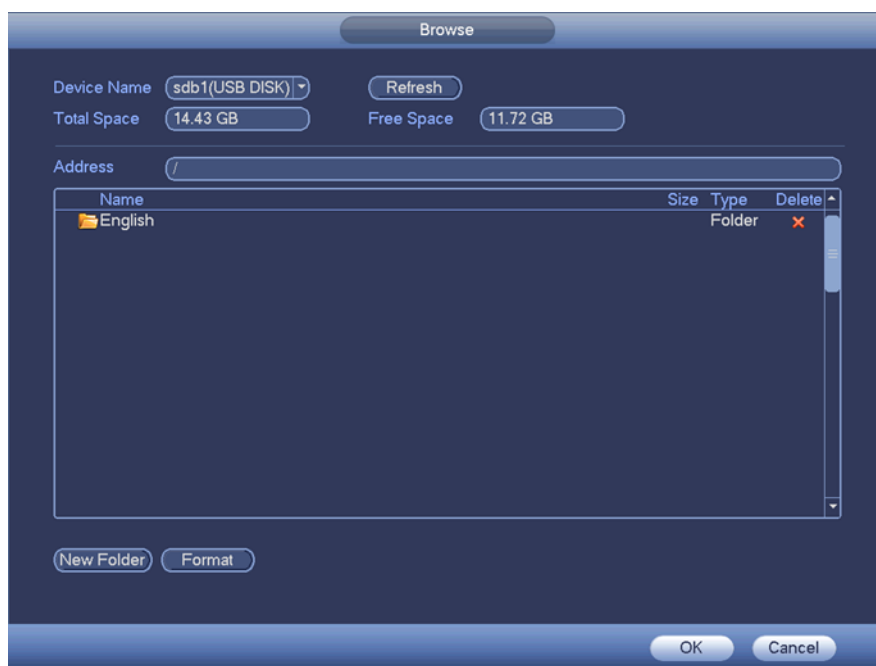 Browse
Device Name sdb1(USB DISK) Refresh
Total Space 14.43 GB Free Space 11.72 GB
Address /
Name Size Type Delete
English Folder
New Folder Format
OK Cancel